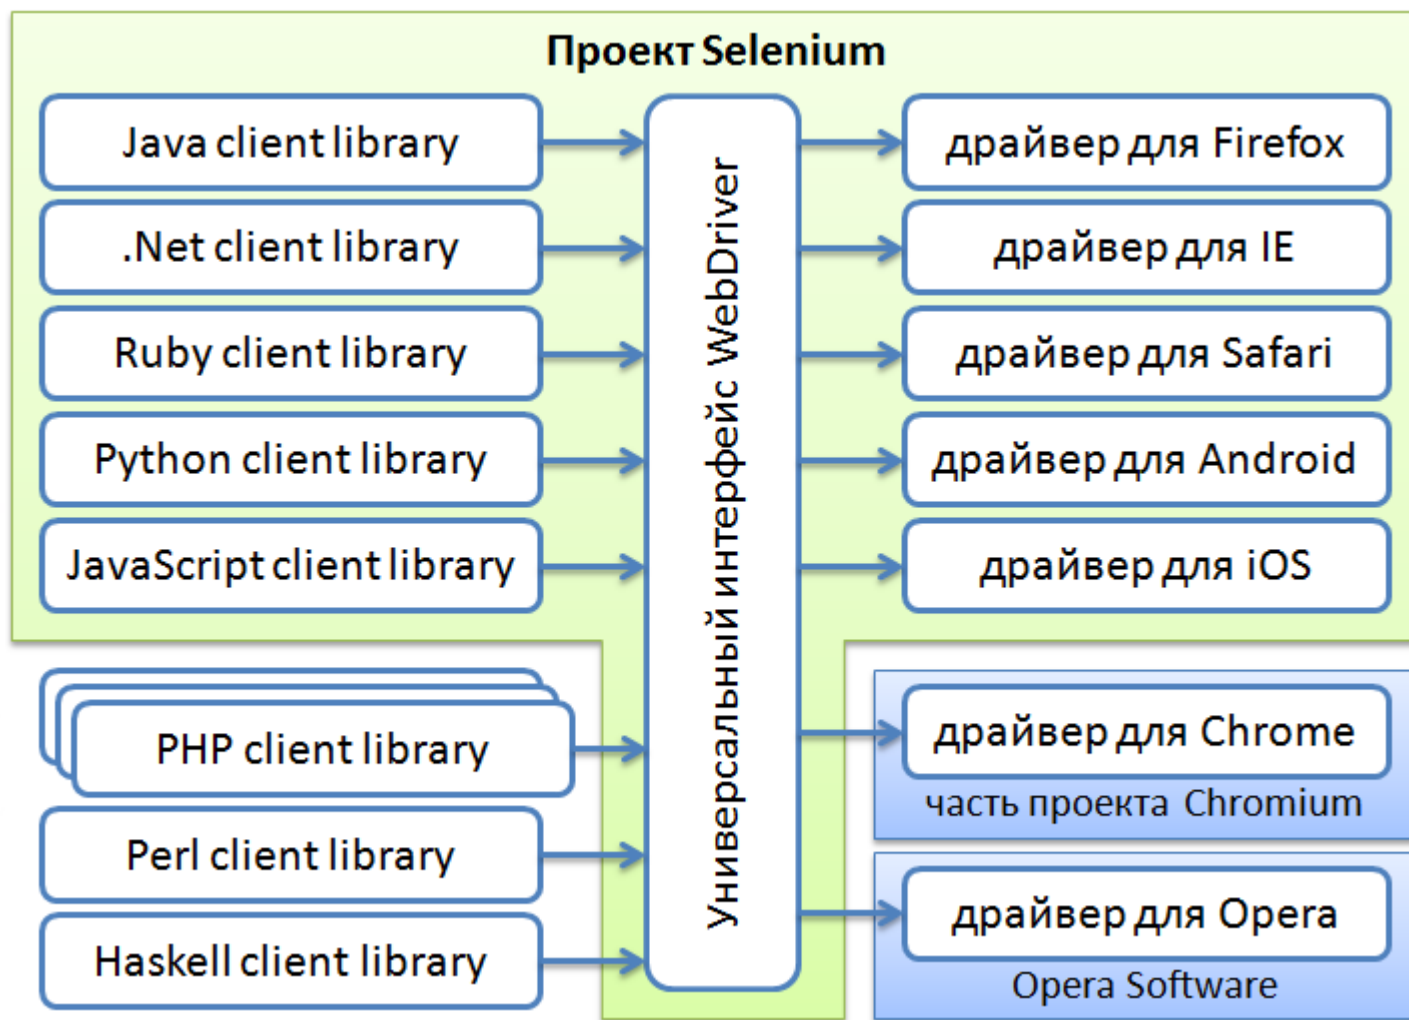 Проект Selenium
Java client library
.Net client library
Ruby client library
Python client library
JavaScript client library
PHP client library
Perl client library
Haskell client library
Универсальный интерфейс WebDriver
драйвер для Firefox
драйвер для IE
драйвер для Safari
драйвер для Android
драйвер для iOS
драйвер для Chrome
часть проекта Chromium
драйвер для Opera
Opera Software